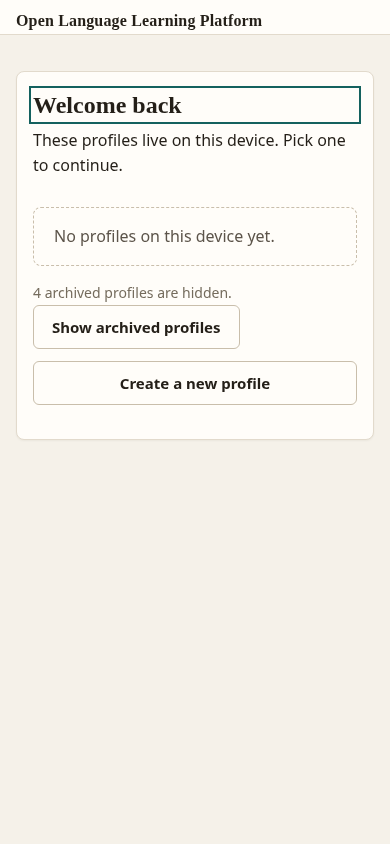 Open Language Learning Platform
Welcome back
These profiles live on this device. Pick one
to continue.
No profiles on this device yet.
4 archived profiles are hidden.
Show archived profiles
Create a new profile